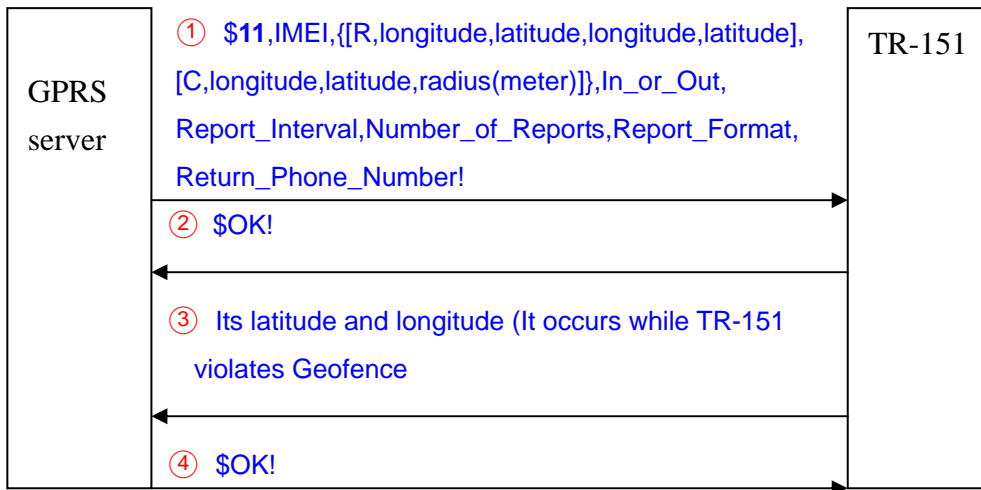 GPRS
server
① $11,IMEI,{[R,longitude,latitude,longitude,latitude],
[C,longitude,latitude,radius(meter)]},In_or_Out,
Report_Interval,Number_of_Reports,Report_Format,
Return_Phone_Number!
② $OK!
③ Its latitude and longitude (It occurs while TR-151
violates Geofence
④ $OK!
TR-151